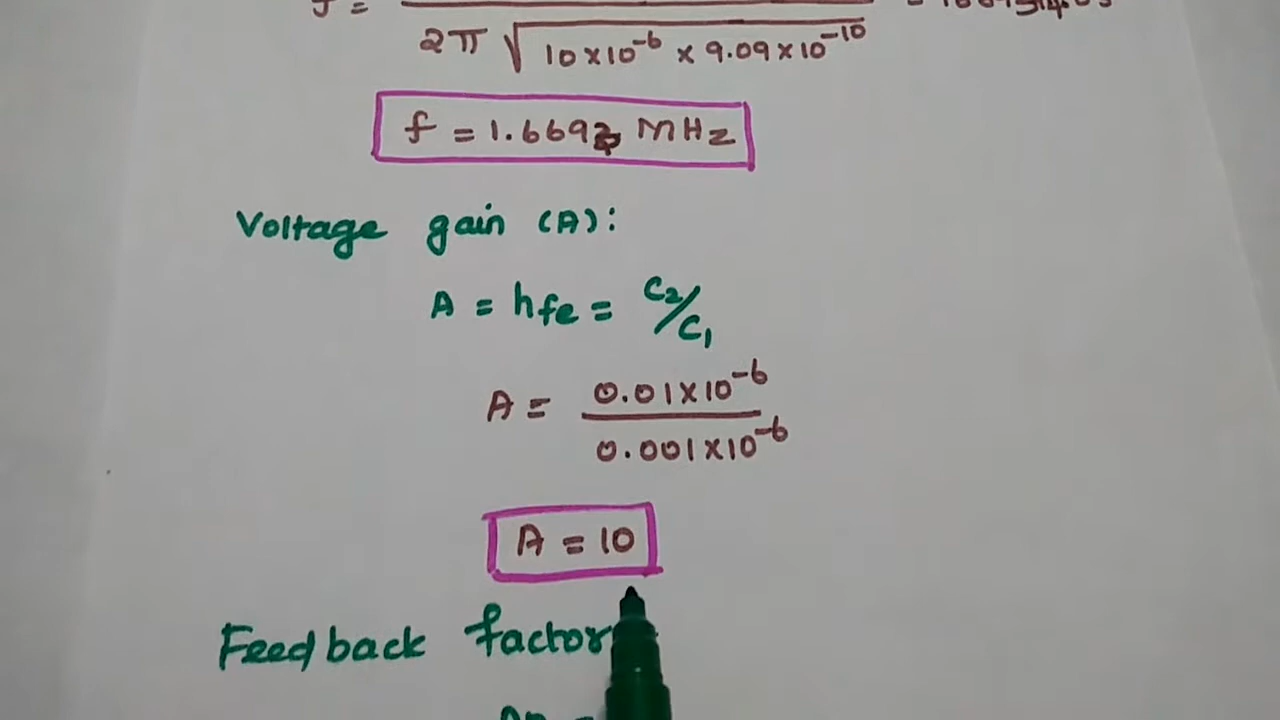 f =
2π √10×10⁻⁶ × 9.09×10⁻¹⁰
f = 1.6692 MHz
Voltage gain (A):
A = hfe = C₂/C₁
A = 0.01×10⁻⁶
0.001×10⁻⁶
A = 10
Feedback factor